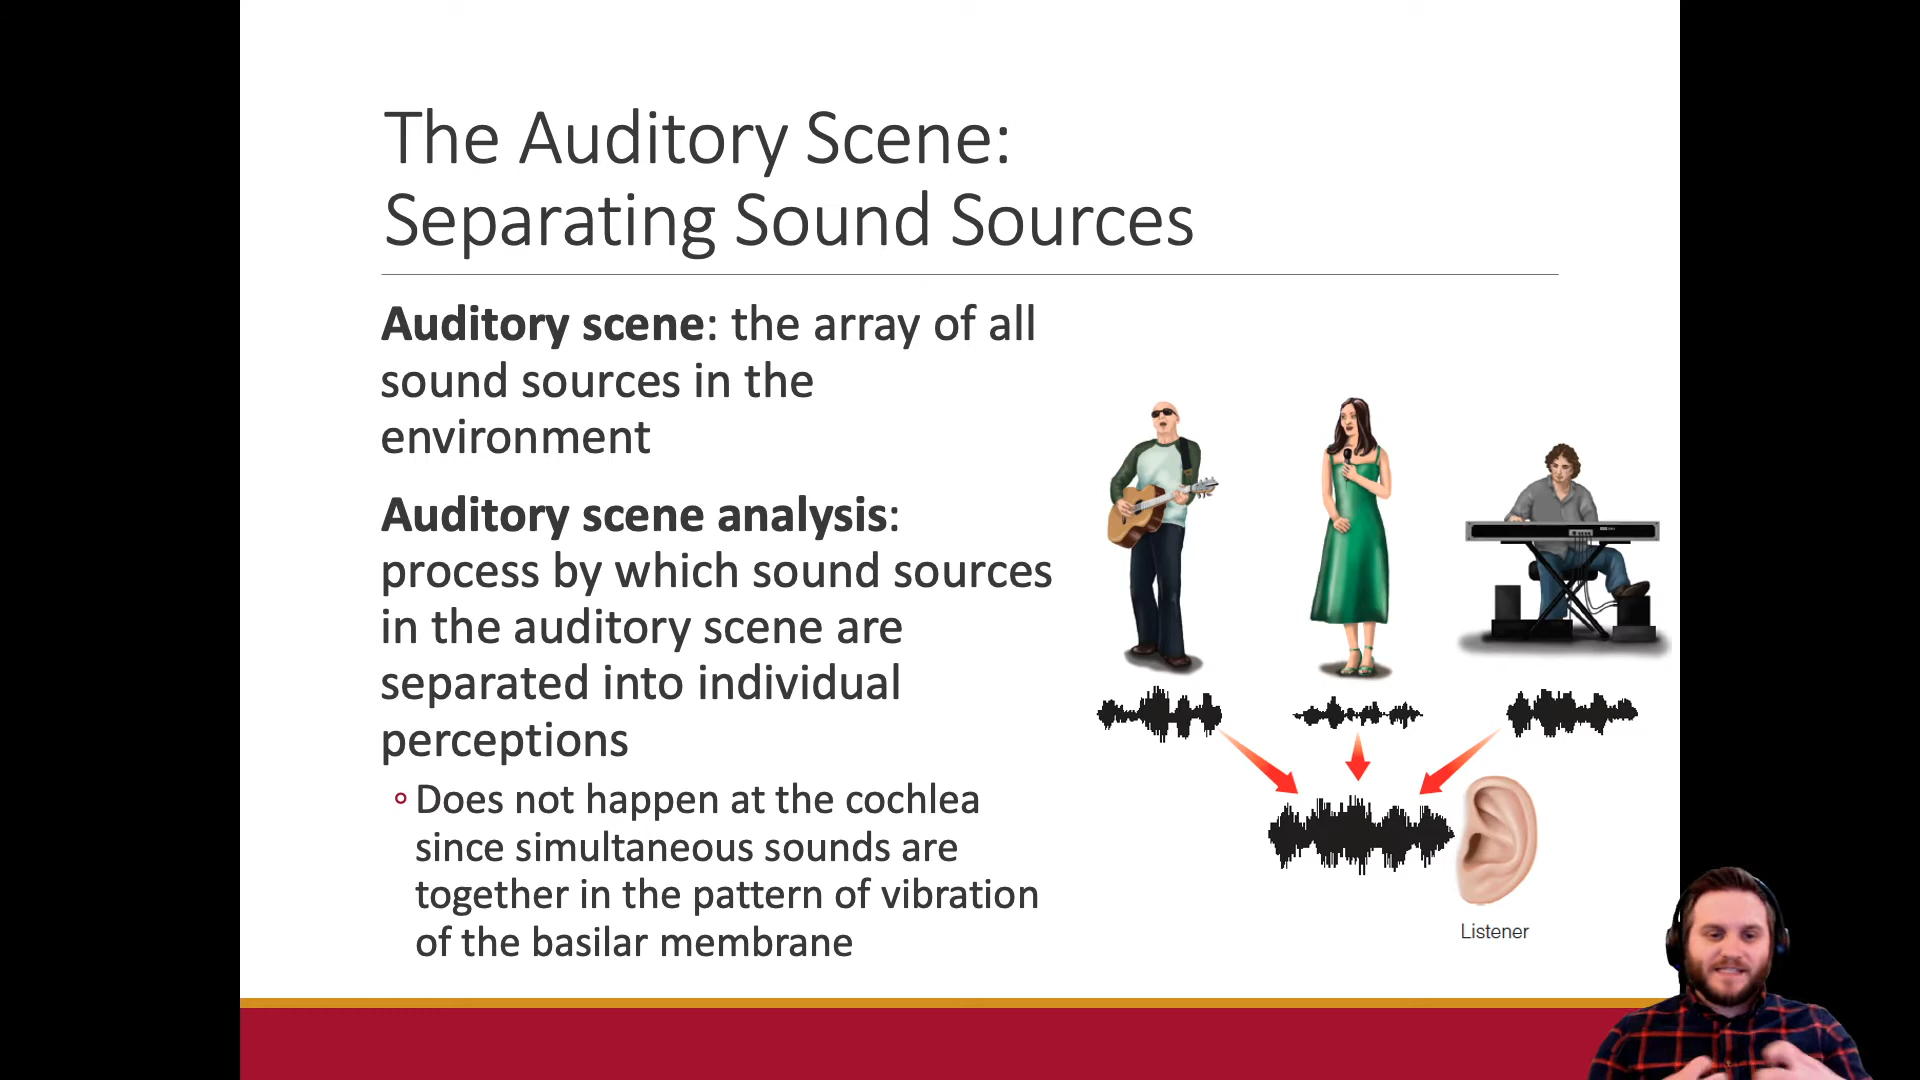 The Auditory Scene:
Separating Sound Sources
Auditory scene: the array of all
sound sources in the
environment
Auditory scene analysis:
process by which sound sources
in the auditory scene are
separated into individual
perceptions
Does not happen at the cochlea
since simultaneous sounds are
together in the pattern of vibration
of the basilar membrane
Listener